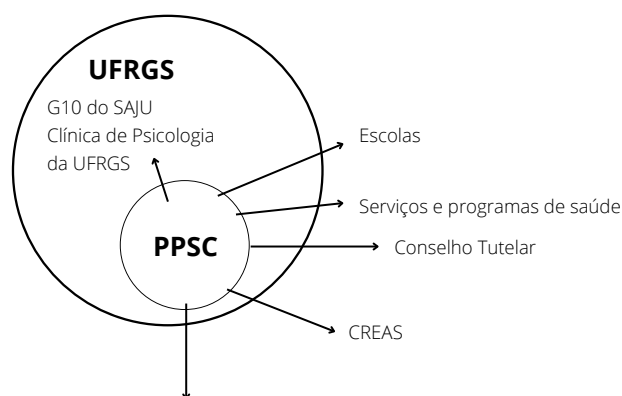 UFRGS
G10 do SAJU
Clínica de Psicologia
da UFRGS
Escolas
Serviços e programas de saúde
PPSC
Conselho Tutelar
CREAS